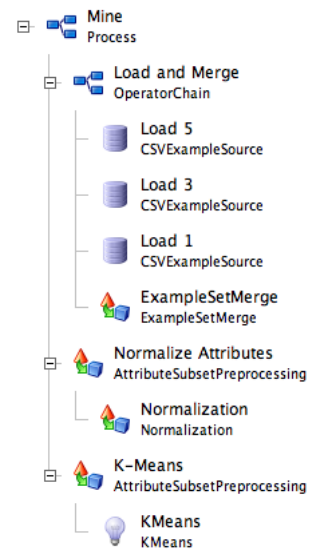 Mine
Process
Load and Merge
OperatorChain
Load 5
CSVExampleSource
Load 3
CSVExampleSource
Load 1
CSVExampleSource
ExampleSetMerge
ExampleSetMerge
Normalize Attributes
AttributeSubsetPreprocessing
Normalization
Normalization
K-Means
AttributeSubsetPreprocessing
KMeans
KMeans